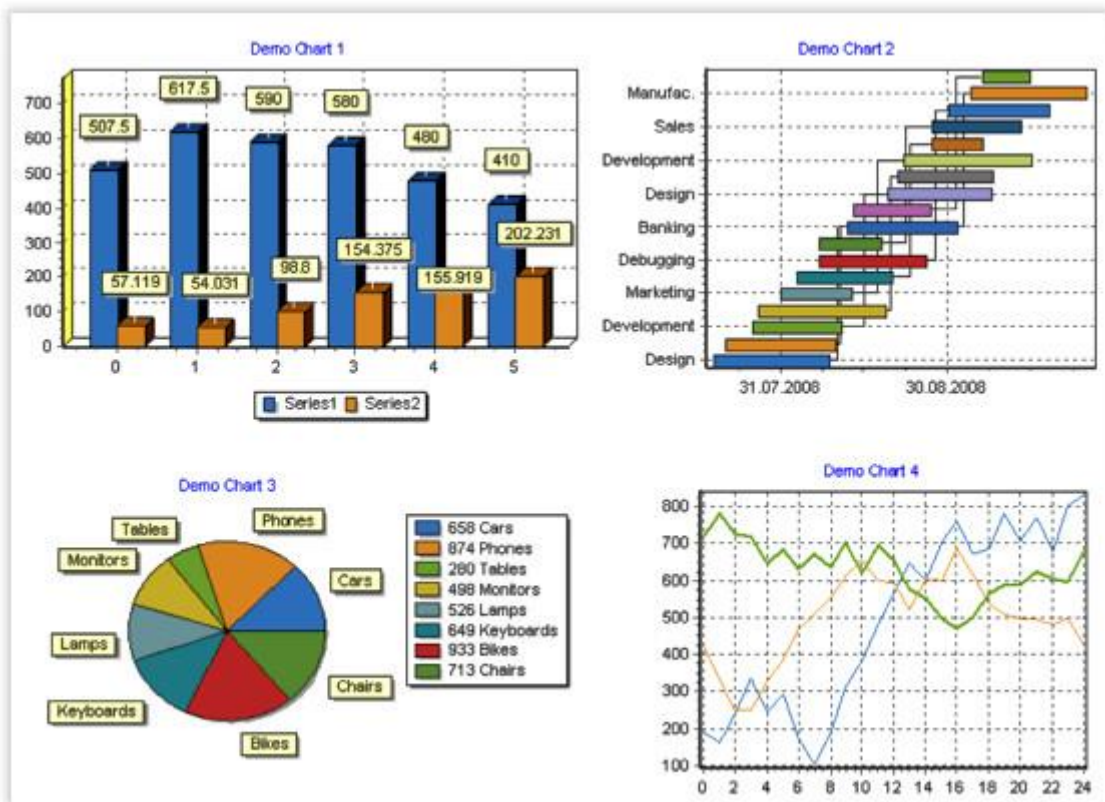 Demo Chart 1
700
600
500
400
300
200
100
0
507.5
617.5
590
580
480
410
57.119
54.031
98.8
154.375
155.919
202.231
0 1 2 3 4 5
Series1 Series2
Demo Chart 2
Manufac.
Sales
Development
Design
Banking
Debugging
Marketing
Development
Design
31.07.2008 30.08.2008
Demo Chart 3
Phones
Tables
Monitors
Cars
Lamps
Keyboards
Chairs
Bikes
658 Cars
874 Phones
280 Tables
498 Monitors
526 Lamps
649 Keyboards
933 Bikes
713 Chairs
Demo Chart 4
800
700
600
500
400
300
200
100
0 2 4 6 8 10 12 14 16 18 20 22 24